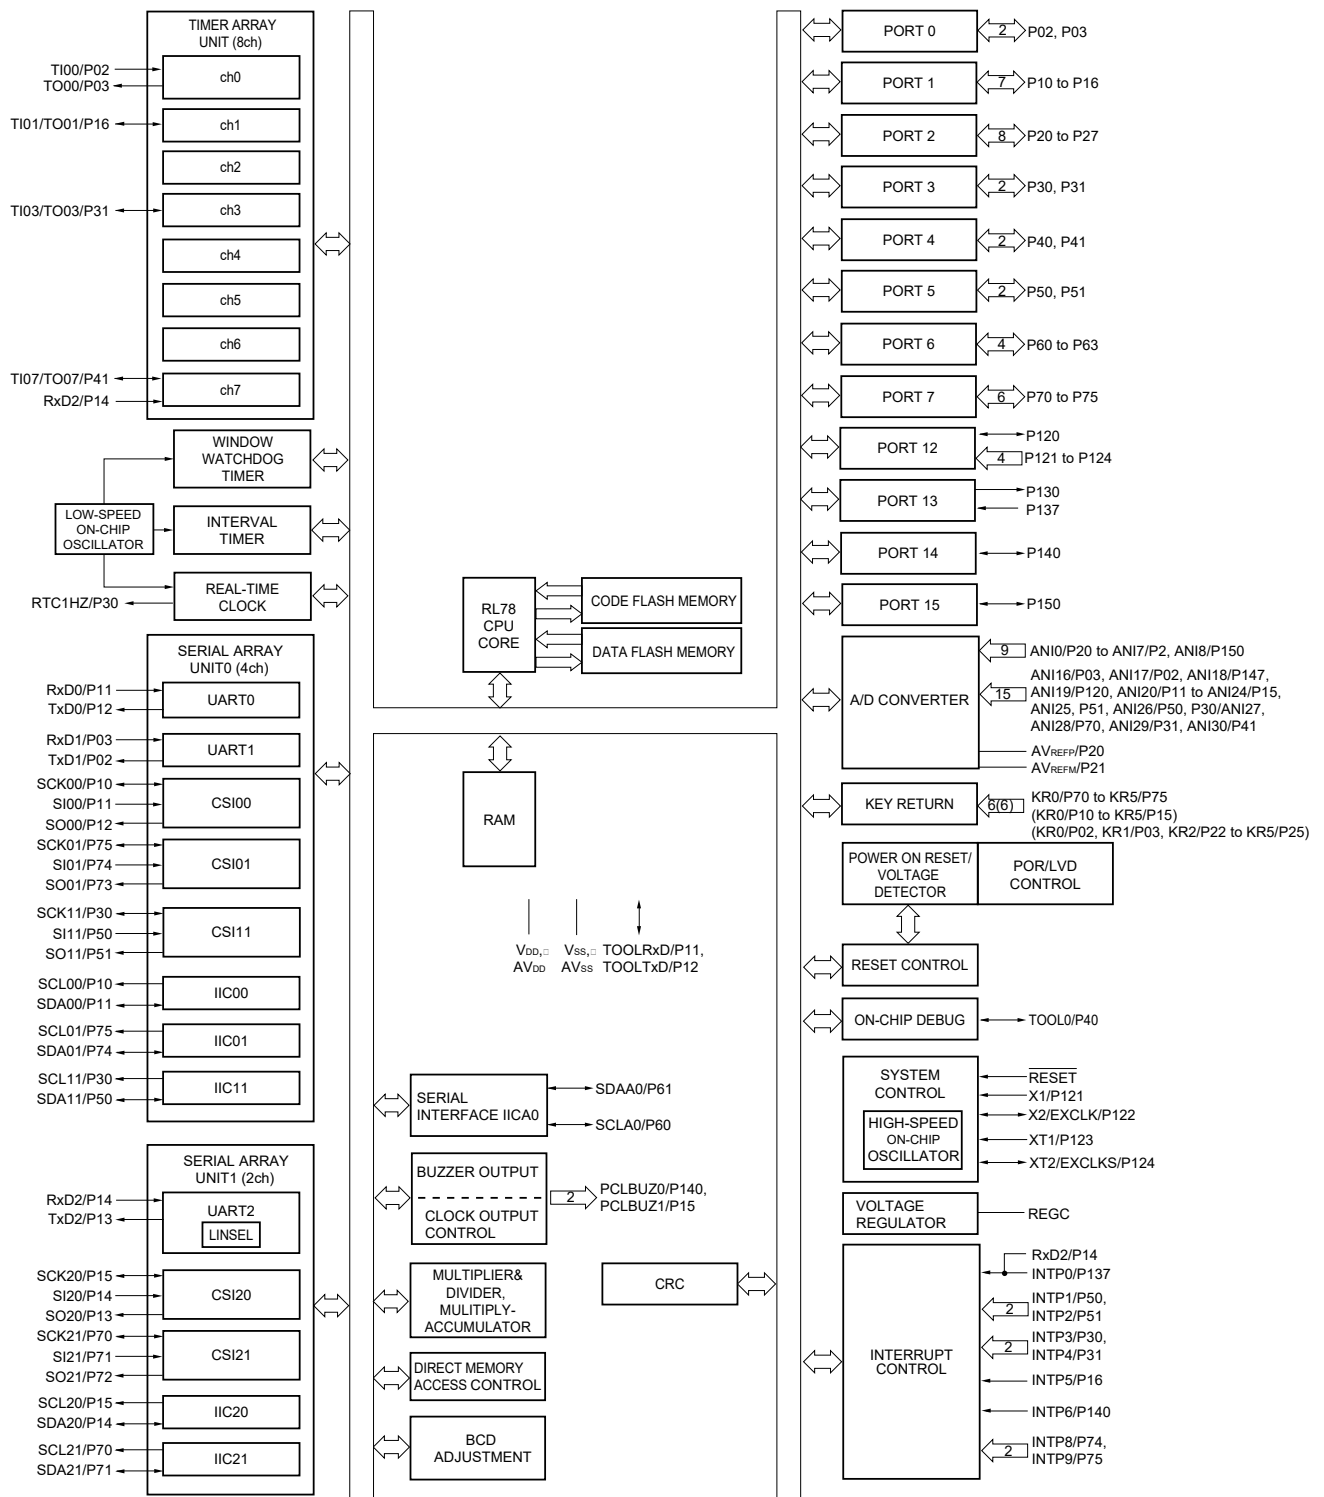 TIMER ARRAY
UNIT (8ch)
TI00/P02
TO00/P03
ch0
TI01/TO01/P16
ch1
ch2
TI03/TO03/P31
ch3
ch4
ch5
ch6
TI07/TO07/P41
RxD2/P14
ch7
WINDOW
WATCHDOG
TIMER
LOW-SPEED
ON-CHIP
OSCILLATOR
INTERVAL
TIMER
RTC1HZ/P30
REAL-TIME
CLOCK
SERIAL ARRAY
UNIT0 (4ch)
RxD0/P11
TxD0/P12
UART0
RxD1/P03
TxD1/P02
UART1
SCK00/P10
SI00/P11
SO00/P12
CSI00
SCK01/P75
SI01/P74
SO01/P73
CSI01
SCK11/P30
SI11/P50
SO11/P51
CSI11
SCL00/P10
SDA00/P11
IIC00
SCL01/P75
SDA01/P74
IIC01
SCL11/P30
SDA11/P50
IIC11
SERIAL ARRAY
UNIT1 (2ch)
RxD2/P14
TxD2/P13
UART2
LINSEL
SCK20/P15
SI20/P14
SO20/P13
CSI20
SCK21/P70
SI21/P71
SO21/P72
CSI21
SCL20/P15
SDA20/P14
IIC20
SCL21/P70
SDA21/P71
IIC21
RL78
CPU
CORE
CODE FLASH MEMORY
DATA FLASH MEMORY
RAM
VDD,□
AVDD
VSS,□
AVSS
TOOLRxD/P11,
TOOLTxD/P12
SERIAL
INTERFACE IICA0
SDAA0/P61
SCLA0/P60
BUZZER OUTPUT
CLOCK OUTPUT
CONTROL
2
PCLBUZ0/P140,
PCLBUZ1/P15
MULTIPLIER&
DIVIDER,
MULITIPLY-
ACCUMULATOR
CRC
DIRECT MEMORY
ACCESS CONTROL
BCD
ADJUSTMENT
PORT 0
2
P02, P03
PORT 1
7
P10 to P16
PORT 2
8
P20 to P27
PORT 3
2
P30, P31
PORT 4
2
P40, P41
PORT 5
2
P50, P51
PORT 6
4
P60 to P63
PORT 7
6
P70 to P75
PORT 12
P120
4
P121 to P124
PORT 13
P130
P137
PORT 14
P140
PORT 15
P150
A/D CONVERTER
9
ANI0/P20 to ANI7/P2, ANI8/P150
15
ANI16/P03, ANI17/P02, ANI18/P147,
ANI19/P120, ANI20/P11 to ANI24/P15,
ANI25, P51, ANI26/P50, P30/ANI27,
ANI28/P70, ANI29/P31, ANI30/P41
AVREFP/P20
AVREFM/P21
KEY RETURN
6(6)
KR0/P70 to KR5/P75
(KR0/P10 to KR5/P15)
(KR0/P02, KR1/P03, KR2/P22 to KR5/P25)
POWER ON RESET/
VOLTAGE
DETECTOR
POR/LVD
CONTROL
RESET CONTROL
ON-CHIP DEBUG
TOOL0/P40
SYSTEM
CONTROL
HIGH-SPEED
ON-CHIP
OSCILLATOR
RESET
X1/P121
X2/EXCLK/P122
XT1/P123
XT2/EXCLKS/P124
VOLTAGE
REGULATOR
REGC
INTERRUPT
CONTROL
RxD2/P14
INTP0/P137
2
INTP1/P50,
INTP2/P51
2
INTP3/P30,
INTP4/P31
INTP5/P16
INTP6/P140
2
INTP8/P74,
INTP9/P75